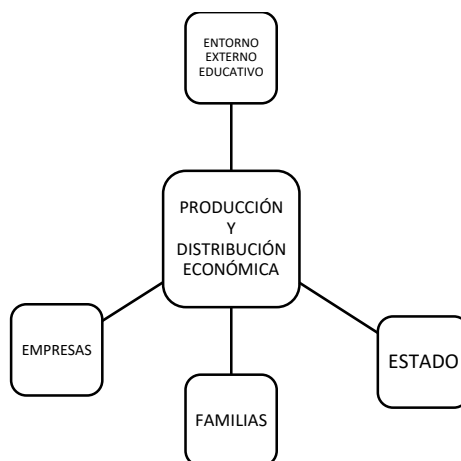 ENTORNO
EXTERNO
EDUCATIVO
PRODUCCIÓN
Y
DISTRIBUCIÓN
ECONÓMICA
EMPRESAS
FAMILIAS
ESTADO